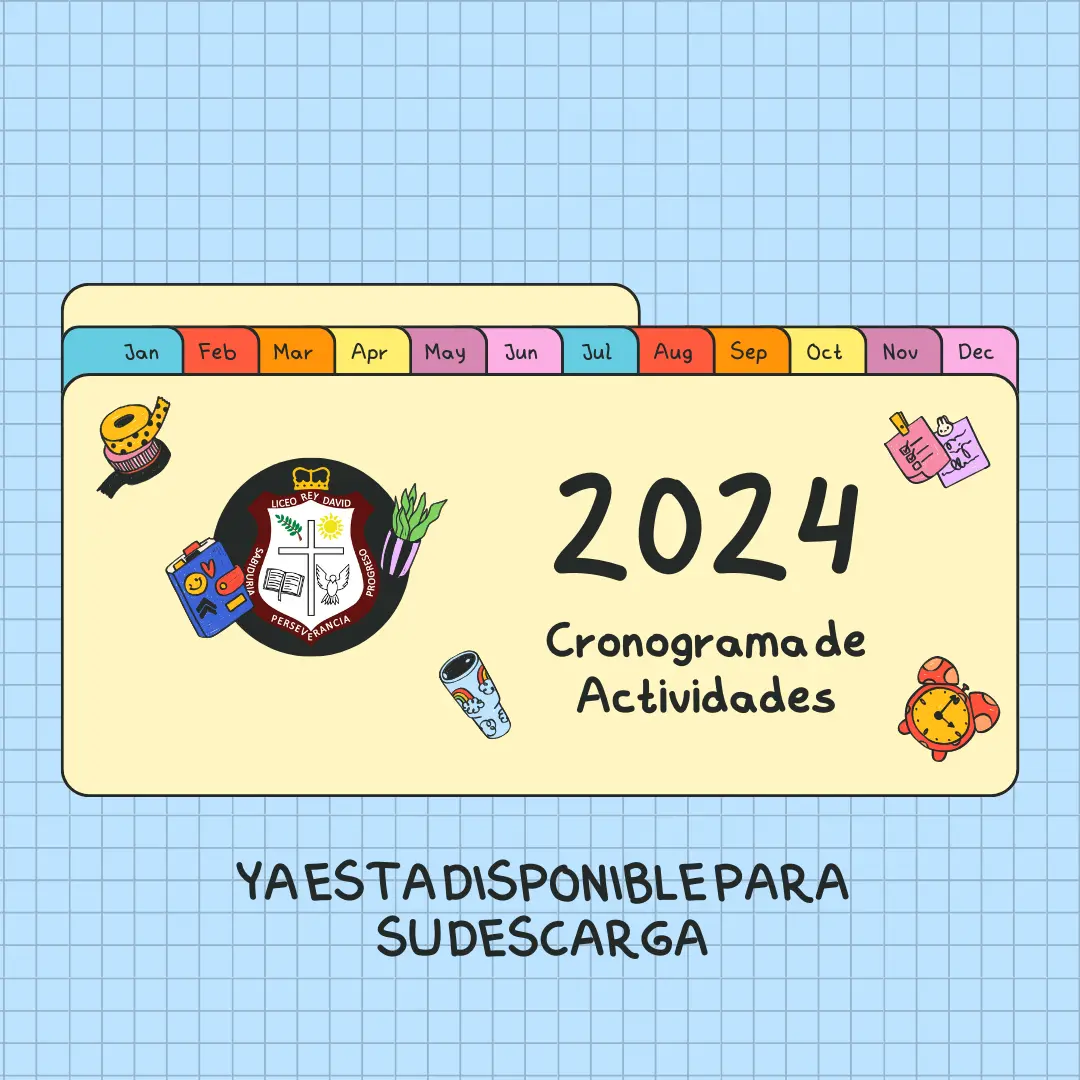 Jan Feb Mar Apr May Jun Jul Aug Sep Oct Nov Dec
LICEO REY DAVID
SABIDURIA
PROGRESO
PERSEVERANCIA
2024
Cronograma de
Actividades
YA ESTA DISPONIBLE PARA
SU DESCARGA